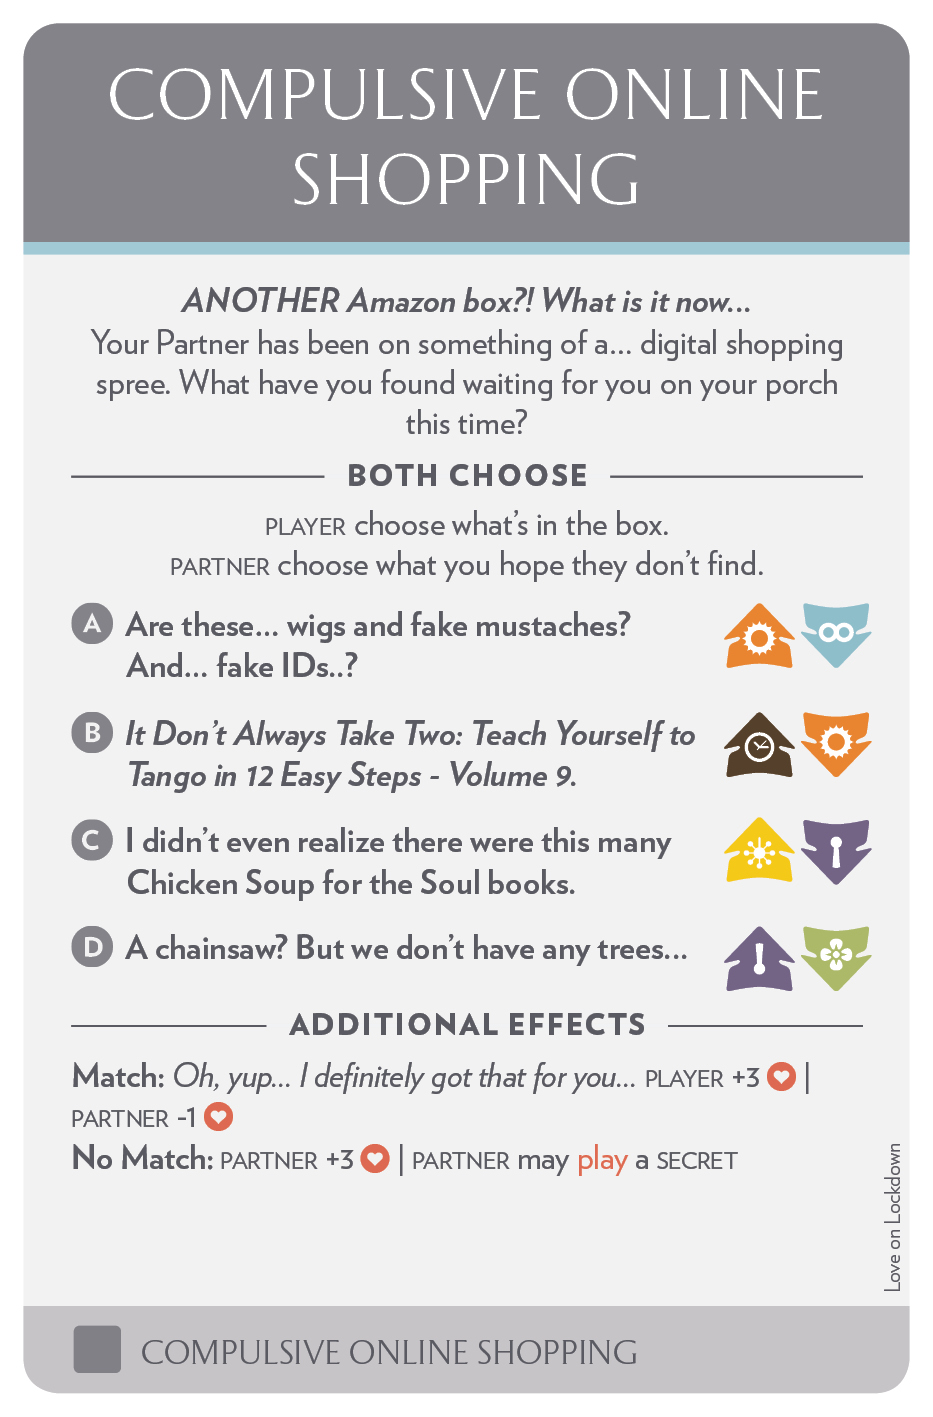 COMPULSIVE ONLINE
SHOPPING
ANOTHER Amazon box?! What is it now...
Your Partner has been on something of a... digital shopping
spree. What have you found waiting for you on your porch
this time?
BOTH CHOOSE
PLAYER choose what's in the box.
PARTNER choose what you hope they don't find.
A Are these... wigs and fake mustaches?
And... fake IDs..?
B It Don't Always Take Two: Teach Yourself to
Tango in 12 Easy Steps - Volume 9.
C I didn't even realize there were this many
Chicken Soup for the Soul books.
D A chainsaw? But we don't have any trees...
ADDITIONAL EFFECTS
Match: Oh, yup... I definitely got that for you... PLAYER +3 |
PARTNER -1
No Match: PARTNER +3 | PARTNER may play a SECRET
Love on Lockdown
COMPULSIVE ONLINE SHOPPING